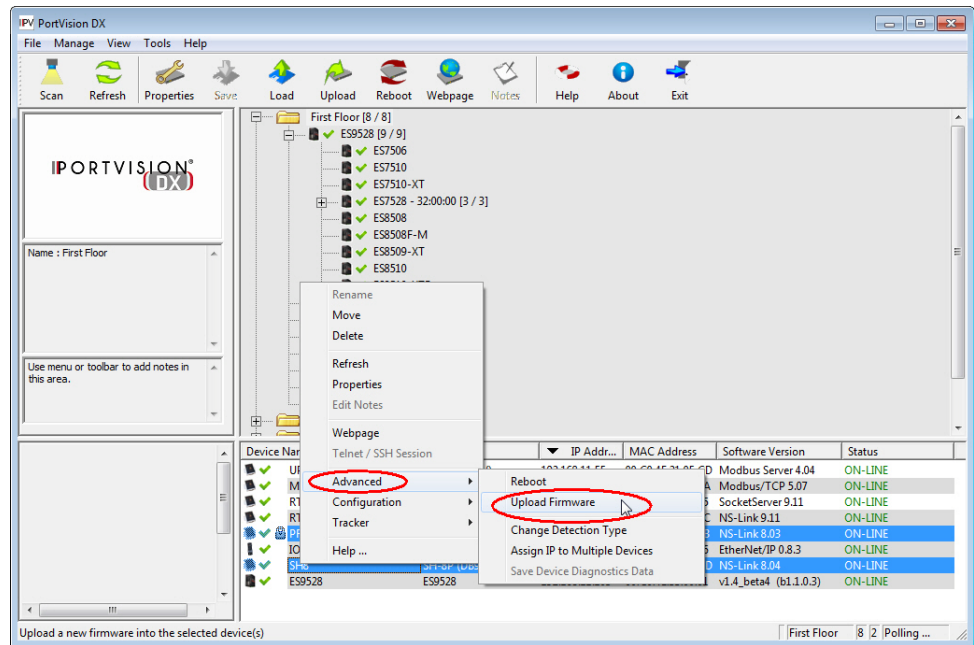 IPV PortVision DX
File Manage View Tools Help
Scan Refresh Properties Save Load Upload Reboot Webpage Notes Help About Exit
IPORTVISION®
(DX)
First Floor [8 / 8]
ES9528 [9 / 9]
ES7506
ES7510
ES7510-XT
ES7528 - 32:00:00 [3 / 3]
ES8508
ES8508F-M
ES8509-XT
ES8510
Name : First Floor
Use menu or toolbar to add notes in
this area.
Rename
Move
Delete
Refresh
Properties
Edit Notes
Webpage
Telnet / SSH Session
Advanced
Configuration
Tracker
Help ...
Reboot
Upload Firmware
Change Detection Type
Assign IP to Multiple Devices
Save Device Diagnostics Data
Device Nar IP Addr... MAC Address Software Version Status
Modbus Server 4.04 ON-LINE
Modbus/TCP 5.07 ON-LINE
SocketServer 9.11 ON-LINE
NS-Link 9.11 ON-LINE
NS-Link 8.03 ON-LINE
EtherNet/IP 0.8.3 ON-LINE
NS-Link 8.04 ON-LINE
ES9528 ES9528 v1.4_beta4 (b1.1.0.3) ON-LINE
Upload a new firmware into the selected device(s) First Floor 8 2 Polling ...